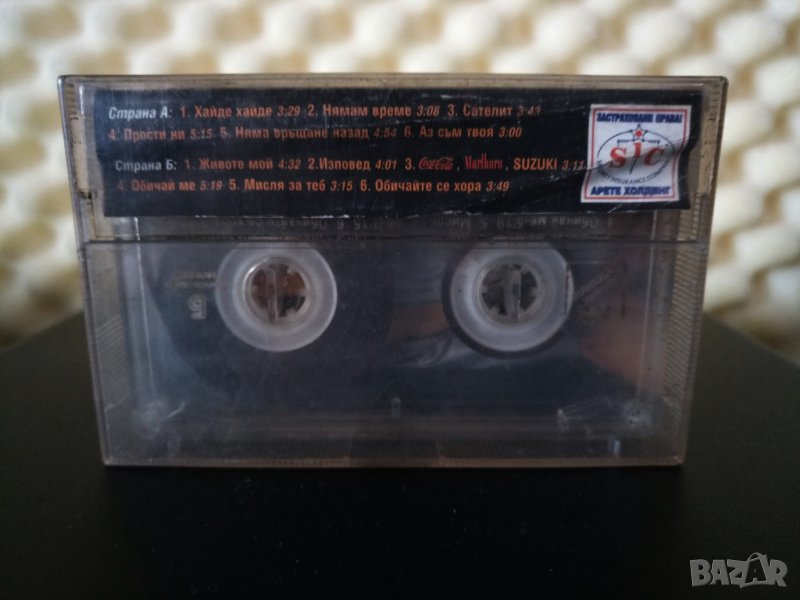 Страна А: 1. Хайде хайде 3:29 2. Нямам време 3:08 3. Сателит 3:43
4. Прости ни 5:15 5. Няма връщане назад 4:54 6. Аз съм твоя 3:00
Страна Б: 1. Животе мой 4:32 2.Изповед 4:01 3. Coca-Cola, Marlboro, SUZUKI 3:11
4. Обичай ме 5:19 5. Мисля за теб 3:15 6. Обичайте се хора 3:49
ЗАСТРАХОВАНЕ ПРАВА!
sic
АРЕТЕ ХОЛДИНГ
BAZAR